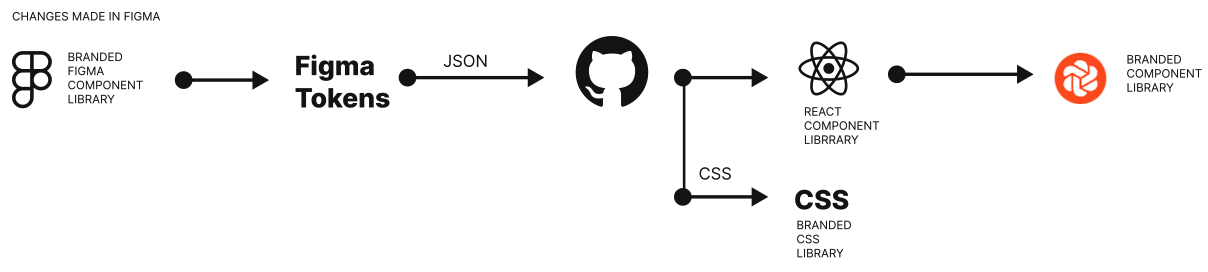 CHANGES MADE IN FIGMA
BRANDED
FIGMA
COMPONENT
LIBRARY
Figma
Tokens
JSON
REACT
COMPONENT
LIBRRARY
BRANDED
COMPONENT
LIBRARY
CSS
CSS
BRANDED
CSS
LIBRARY